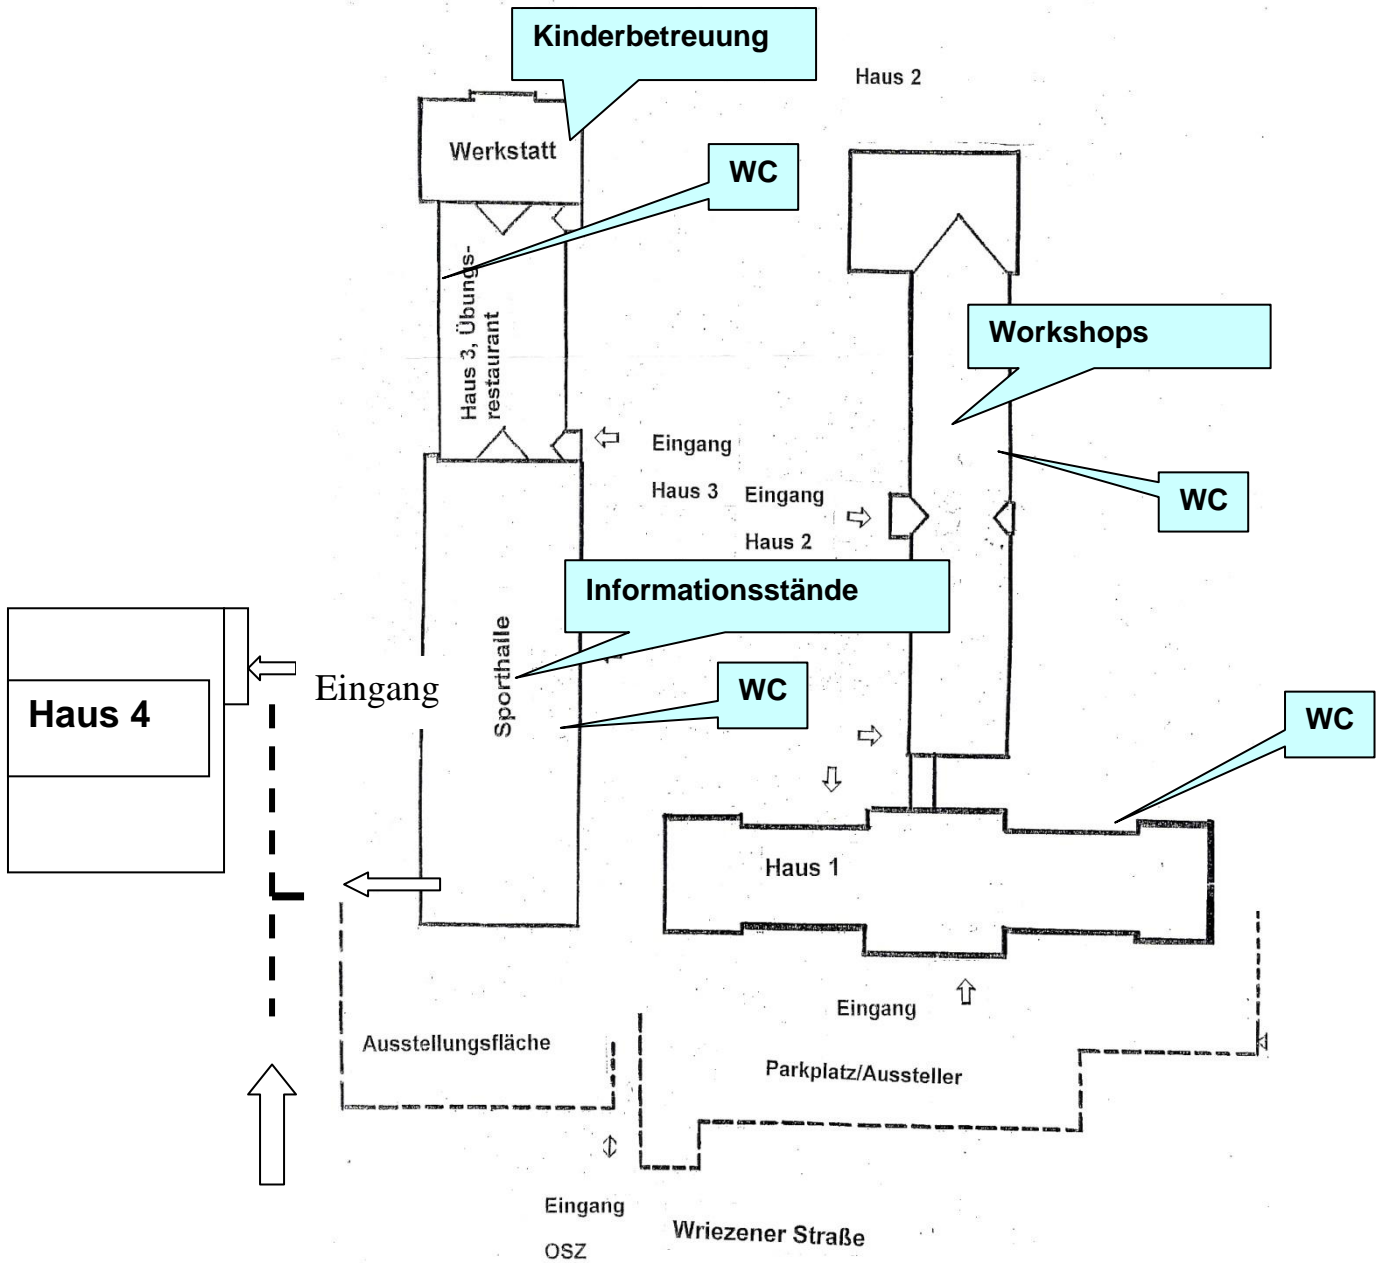 Kinderbetreuung
Haus 2
Werkstatt
WC
Haus 3, Übungs-
restaurant
Workshops
Eingang
Haus 3
Eingang
Haus 2
WC
Informationsstände
Sporthalle
Eingang
WC
Haus 4
WC
Haus 1
Eingang
Ausstellungsfläche
Parkplatz/Aussteller
Eingang
OSZ
Wriezener Straße